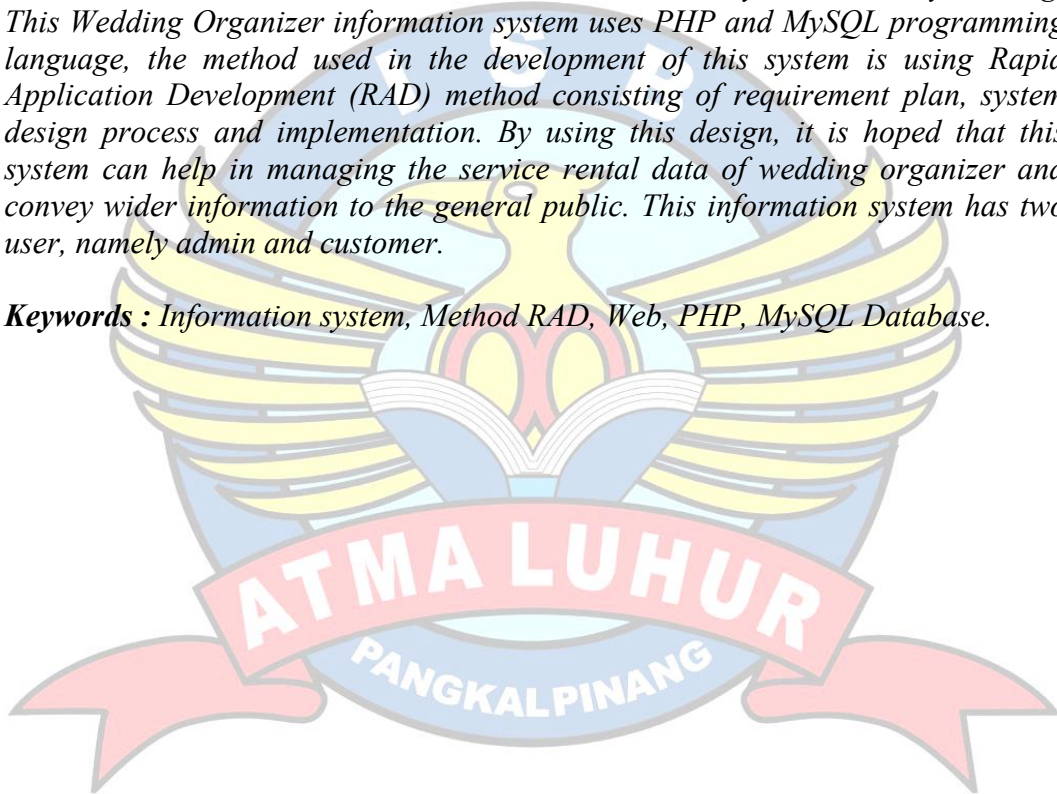 This Wedding Organizer information system uses PHP and MySQL programming
language, the method used in the development of this system is using Rapid
Application Development (RAD) method consisting of requirement plan, system
design process and implementation. By using this design, it is hoped that this
system can help in managing the service rental data of wedding organizer and
convey wider information to the general public. This information system has two
user, namely admin and customer.
Keywords : Information system, Method RAD, Web, PHP, MySQL Database.
I S B
ATMA LUHUR
PANGKALPINANG